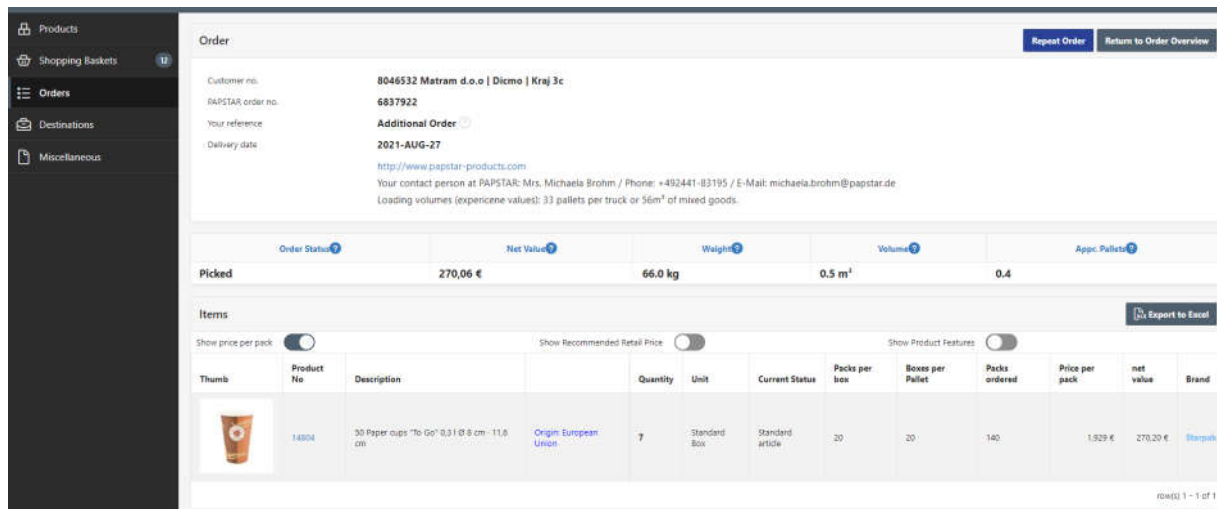 Products
Shopping Baskets 12
Orders
Destinations
Miscellaneous
Order
Repeat Order
Return to Order Overview
Customer no. 8046532 Matram d.o.o | Dicmo | Kraj 3c
PAPSTAR order no. 6837922
Your reference Additional Order
Delivery date 2021-AUG-27
http://www.papstar-products.com
Your contact person at PAPSTAR: Mrs. Michaela Brohm / Phone: +492441-83195 / E-Mail: michaela.brohm@papstar.de
Loading volumes (expericene values): 33 pallets per truck or 56m³ of mixed goods.
Order Status? Net Value? Weight? Volume? Appc. Pallets?
Picked 270,06 € 66.0 kg 0.5 m³ 0.4
Items
Export to Excel
Show price per pack Show Recommended Retail Price Show Product Features
Thumb Product No Description Quantity Unit Current Status Packs per box Boxes per Pallet Packs ordered Price per pack net value Brand
14804 50 Paper cups "To Go" 0,3 l Ø 8 cm · 11,8 cm Origin: European Union 7 Standard Box Standard article 20 20 140 1,929 € 270,20 € Starpak
row(s) 1 - 1 of 1